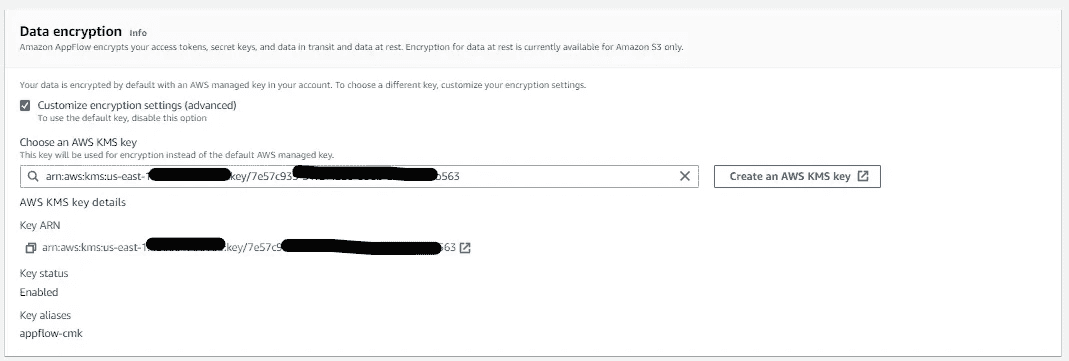 Data encryption Info
Amazon AppFlow encrypts your access tokens, secret keys, and data in transit and data at rest. Encryption for data at rest is currently available for Amazon S3 only.
Your data is encrypted by default with an AWS managed key in your account. To choose a different key, customize your encryption settings.
Customize encryption settings (advanced)
To use the default key, disable this option
Choose an AWS KMS key
This key will be used for encryption instead of the default AWS managed key.
arn:aws:kms:us-east-1 key/7e57c935 563
Create an AWS KMS key
AWS KMS key details
Key ARN
arn:aws:kms:us-east-1 :key/7e57c9 563
Key status
Enabled
Key aliases
appflow-cmk